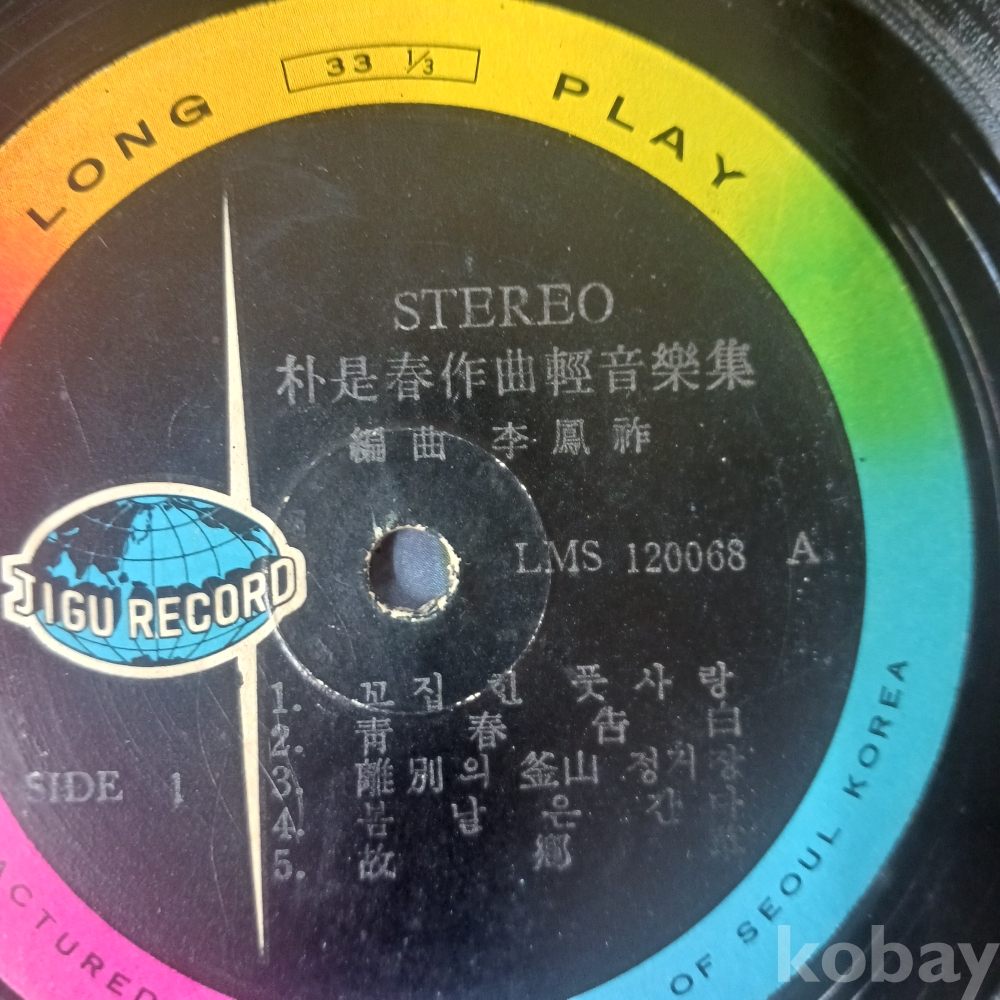 LONG 33 1/3 PLAY
STEREO
朴是春作曲輕音樂集
編曲 李鳳祚
LMS 120068 A
JIGU RECORD
1. 꼬집힌 풋사랑
2. 靑春告白
3. 離別의 釜山정거장
4. 봄날은 간다
5. 故鄕
SIDE 1
ACTURED
OF SEOUL KOREA
kobay